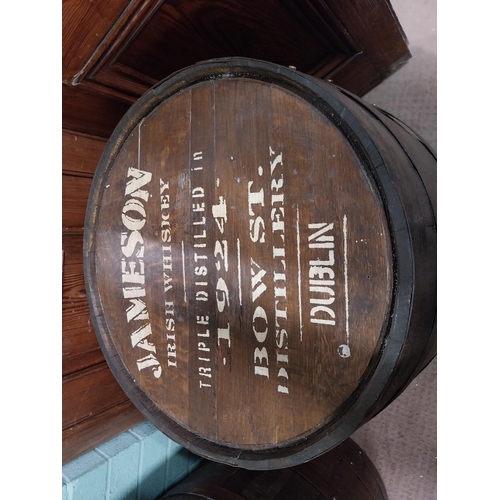 JAMESON
IRISH WHISKEY
TRIPLE DISTILLED in
- 1924 -
BOW ST.
DISTILLERY
DUBLIN